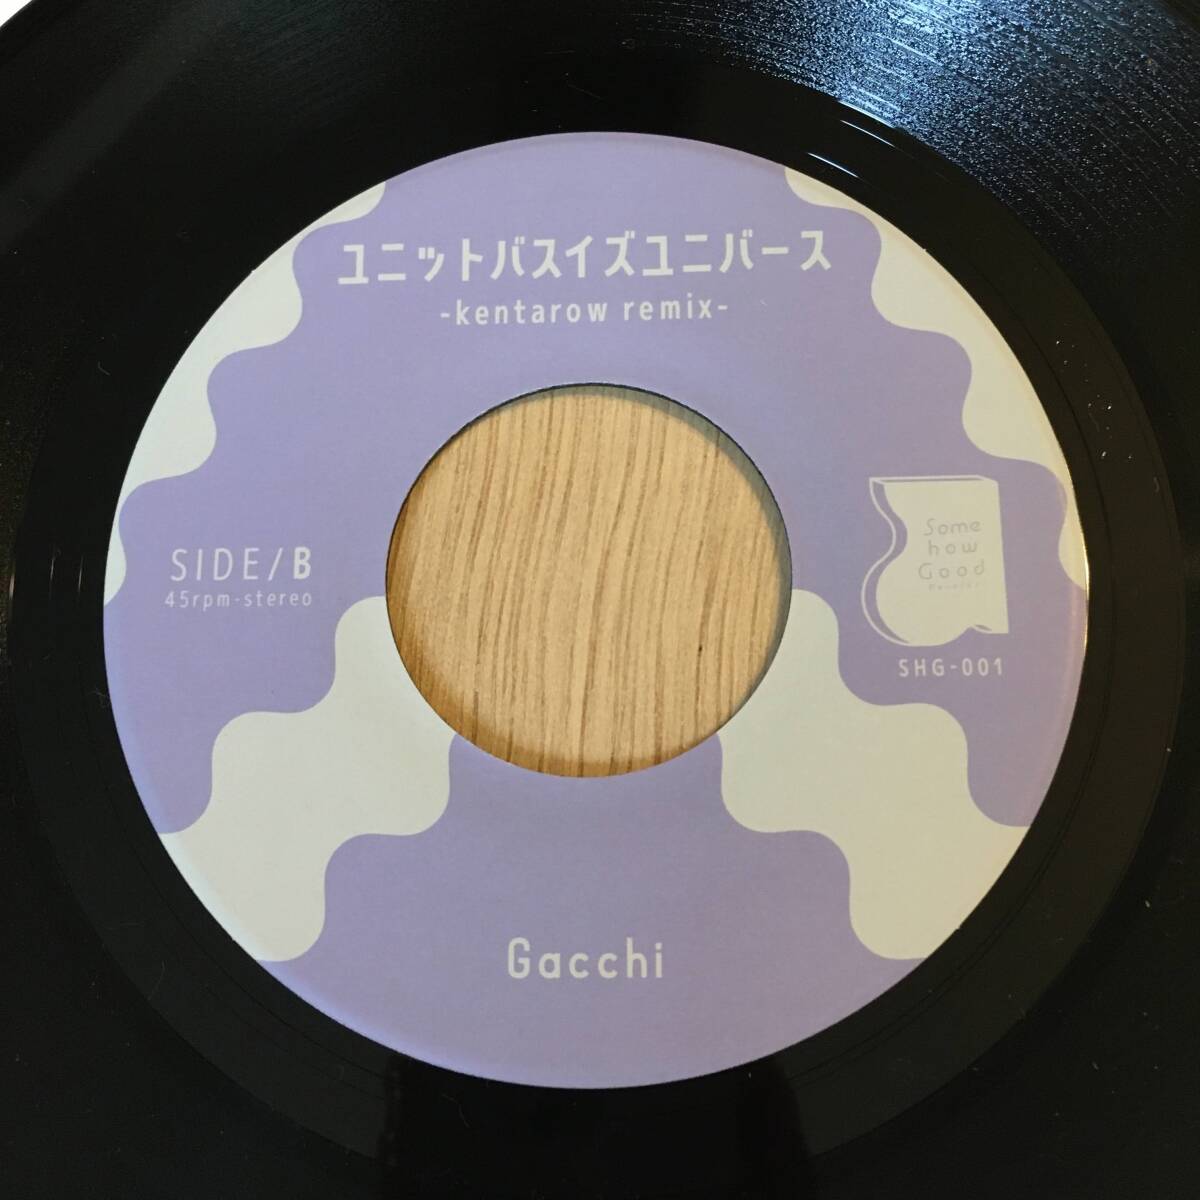 ユニットバスイズユニバース
-kentarow remix-
SIDE/B
45rpm-stereo
Some
how
Good
SHG-001
Gacchi